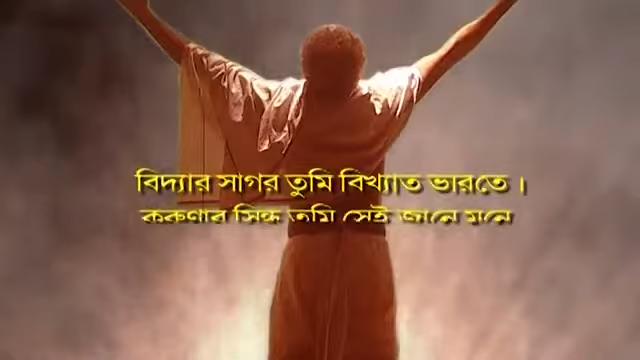 বিদ্যার সাগর তুমি বিখ্যাত ভারতে ।
করুণার সিন্ধু তুমি সেই জানে মনে